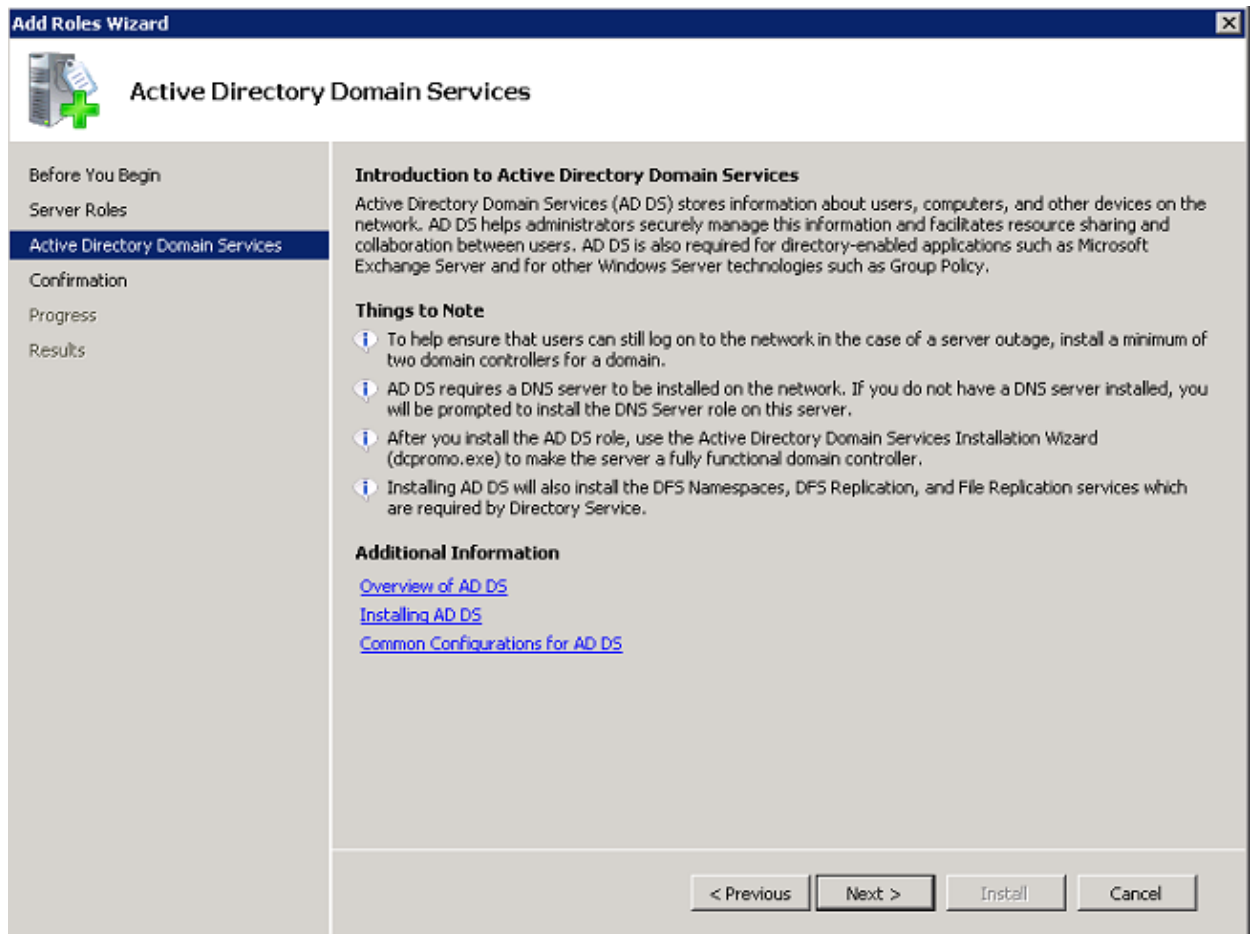 Add Roles Wizard
Active Directory Domain Services
Before You Begin
Server Roles
Active Directory Domain Services
Confirmation
Progress
Results
Introduction to Active Directory Domain Services
Active Directory Domain Services (AD DS) stores information about users, computers, and other devices on the
network. AD DS helps administrators securely manage this information and facilitates resource sharing and
collaboration between users. AD DS is also required for directory-enabled applications such as Microsoft
Exchange Server and for other Windows Server technologies such as Group Policy.
Things to Note
To help ensure that users can still log on to the network in the case of a server outage, install a minimum of
two domain controllers for a domain.
AD DS requires a DNS server to be installed on the network. If you do not have a DNS server installed, you
will be prompted to install the DNS Server role on this server.
After you install the AD DS role, use the Active Directory Domain Services Installation Wizard
(dcpromo.exe) to make the server a fully functional domain controller.
Installing AD DS will also install the DFS Namespaces, DFS Replication, and File Replication services which
are required by Directory Service.
Additional Information
Overview of AD DS
Installing AD DS
Common Configurations for AD DS
< Previous
Next >
Install
Cancel